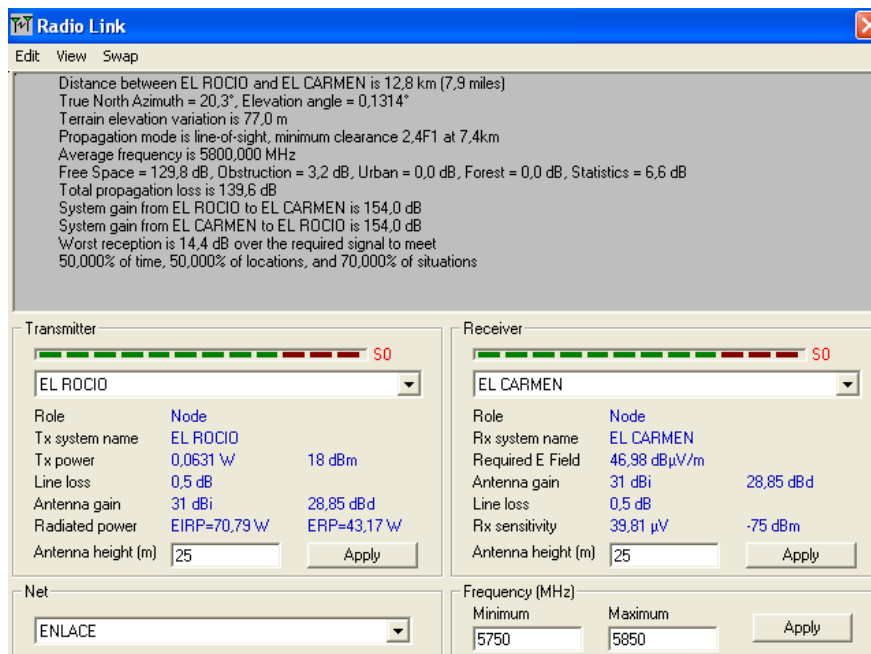 Radio Link
Edit View Swap
Distance between EL ROCIO and EL CARMEN is 12,8 km (7,9 miles)
True North Azimuth = 20,3°, Elevation angle = 0,1314°
Terrain elevation variation is 77,0 m
Propagation mode is line-of-sight, minimum clearance 2,4F1 at 7,4km
Average frequency is 5800,000 MHz
Free Space = 129,8 dB, Obstruction = 3,2 dB, Urban = 0,0 dB, Forest = 0,0 dB, Statistics = 6,6 dB
Total propagation loss is 139,6 dB
System gain from EL ROCIO to EL CARMEN is 154,0 dB
System gain from EL CARMEN to EL ROCIO is 154,0 dB
Worst reception is 14,4 dB over the required signal to meet
50,000% of time, 50,000% of locations, and 70,000% of situations
Transmitter
S0
EL ROCIO
Role Node
Tx system name EL ROCIO
Tx power 0,0631 W 18 dBm
Line loss 0,5 dB
Antenna gain 31 dBi 28,85 dBd
Radiated power EIRP=70,79 W ERP=43,17 W
Antenna height (m) 25 Apply
Receiver
S0
EL CARMEN
Role Node
Rx system name EL CARMEN
Required E Field 46,98 dBµV/m
Antenna gain 31 dBi 28,85 dBd
Line loss 0,5 dB
Rx sensitivity 39,81 µV -75 dBm
Antenna height (m) 25 Apply
Net
ENLACE
Frequency (MHz)
Minimum Maximum
5750 5850 Apply